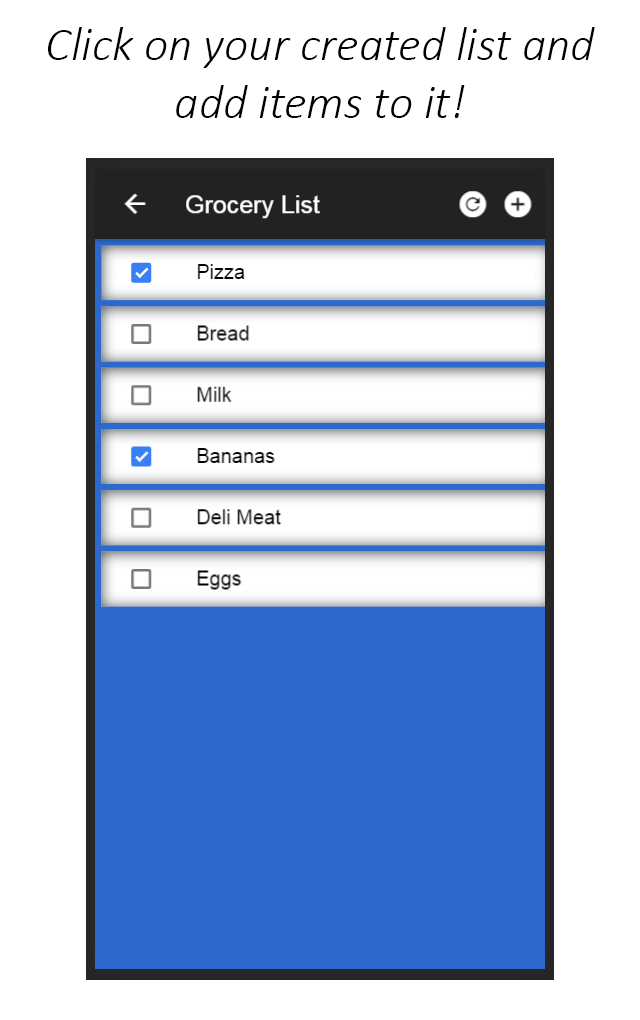 Click on your created list and
add items to it!
Grocery List
Pizza
Bread
Milk
Bananas
Deli Meat
Eggs